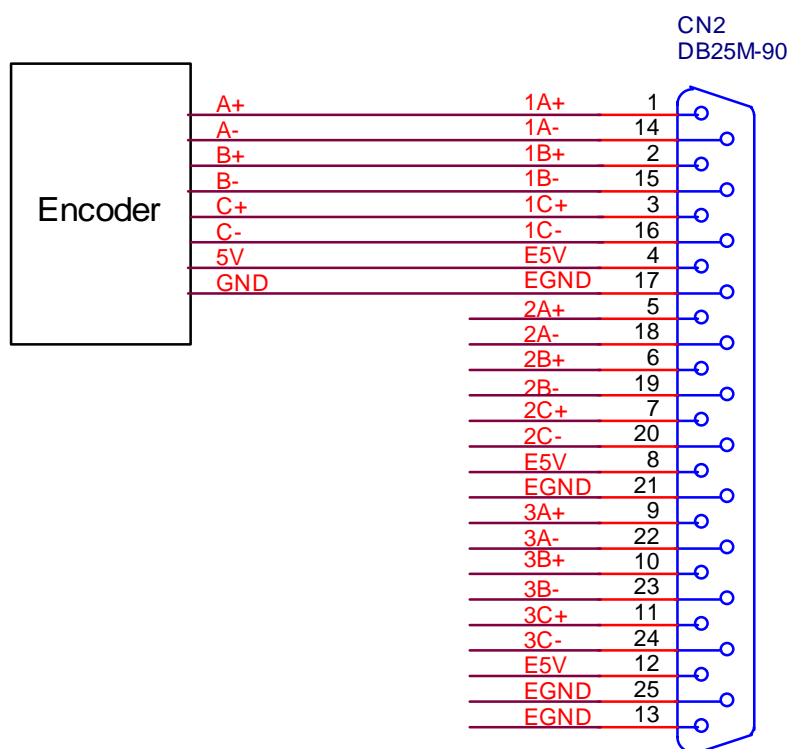 CN2
DB25M-90
Encoder
A+ 1A+ 1
A- 1A- 14
B+ 1B+ 2
B- 1B- 15
C+ 1C+ 3
C- 1C- 16
5V E5V 4
GND EGND 17
2A+ 5
2A- 18
2B+ 6
2B- 19
2C+ 7
2C- 20
E5V 8
EGND 21
3A+ 9
3A- 22
3B+ 10
3B- 23
3C+ 11
3C- 24
E5V 12
EGND 25
EGND 13